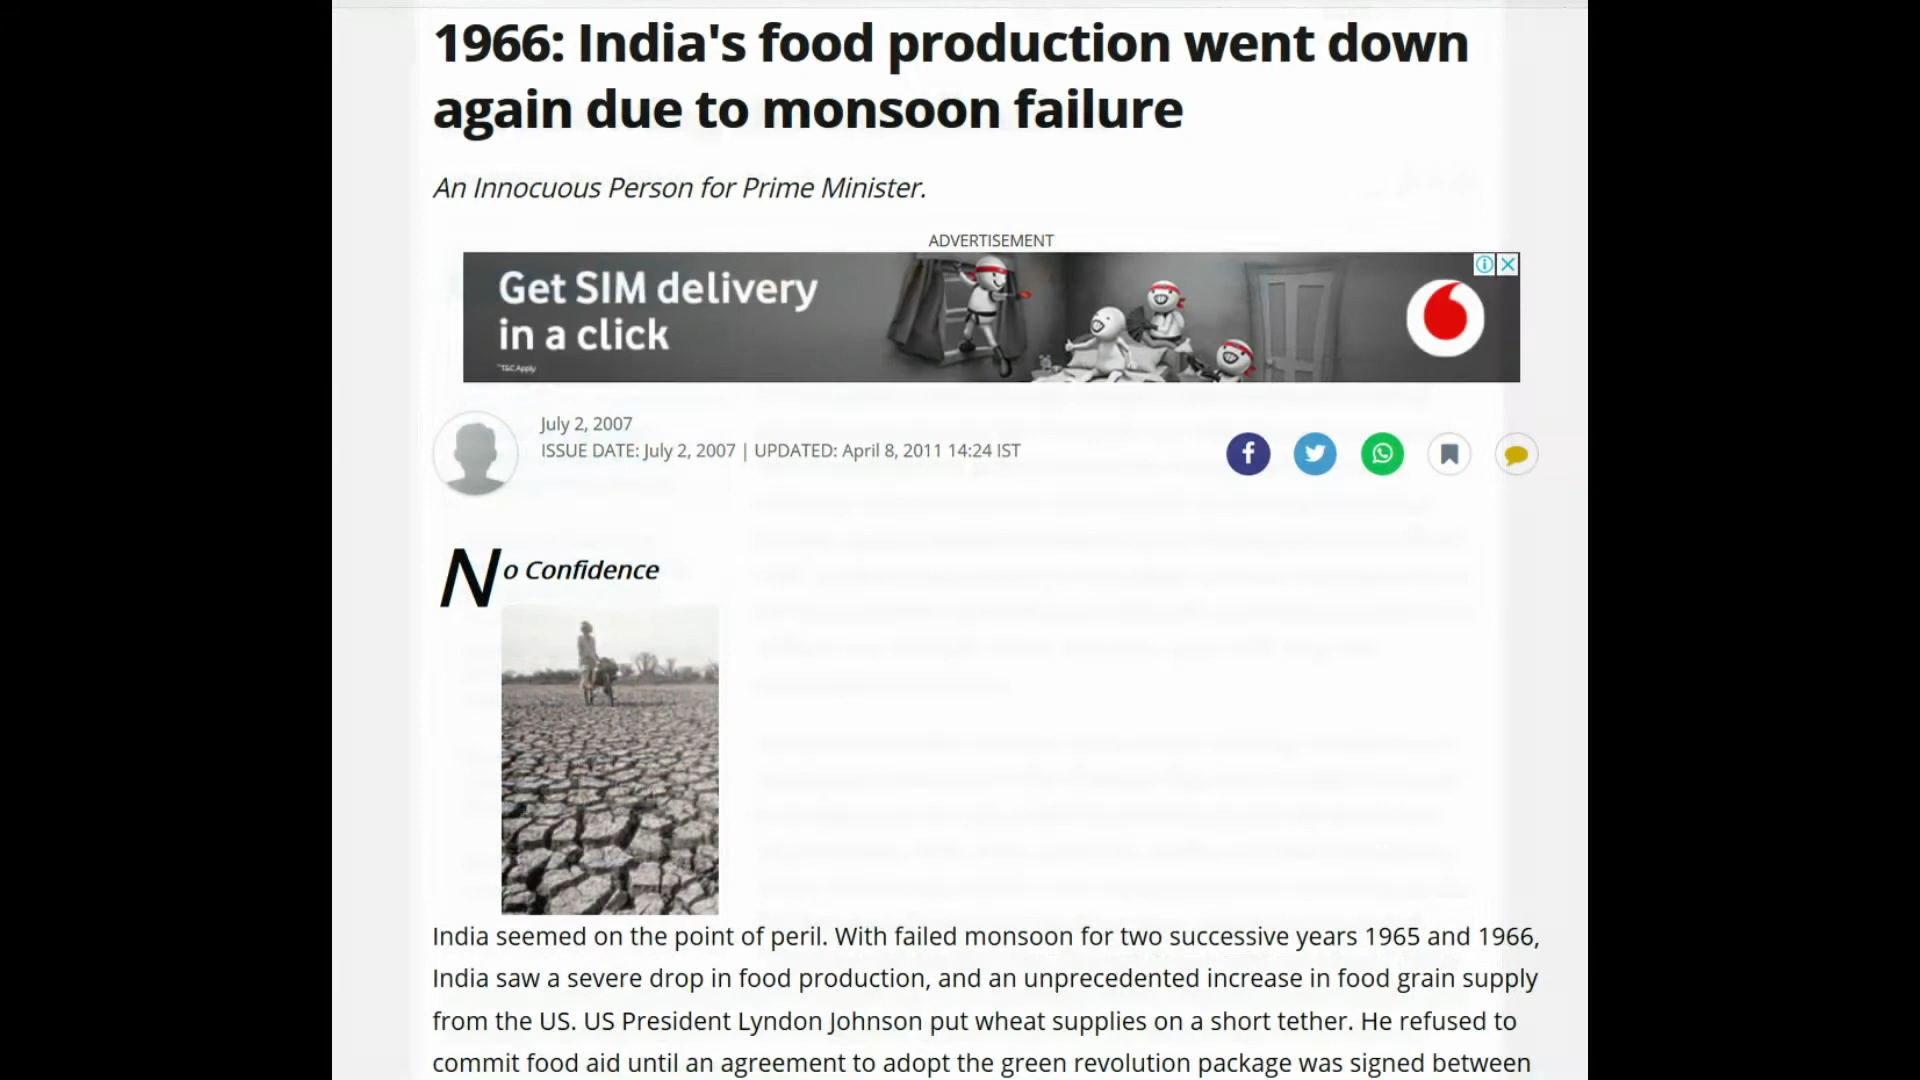 1966: India's food production went down
again due to monsoon failure
An Innocuous Person for Prime Minister.
ADVERTISEMENT
Get SIM delivery
in a click
*T&C Apply
July 2, 2007
ISSUE DATE: July 2, 2007 | UPDATED: April 8, 2011 14:24 IST
No Confidence
India seemed on the point of peril. With failed monsoon for two successive years 1965 and 1966,
India saw a severe drop in food production, and an unprecedented increase in food grain supply
from the US. US President Lyndon Johnson put wheat supplies on a short tether. He refused to
commit food aid until an agreement to adopt the green revolution package was signed between